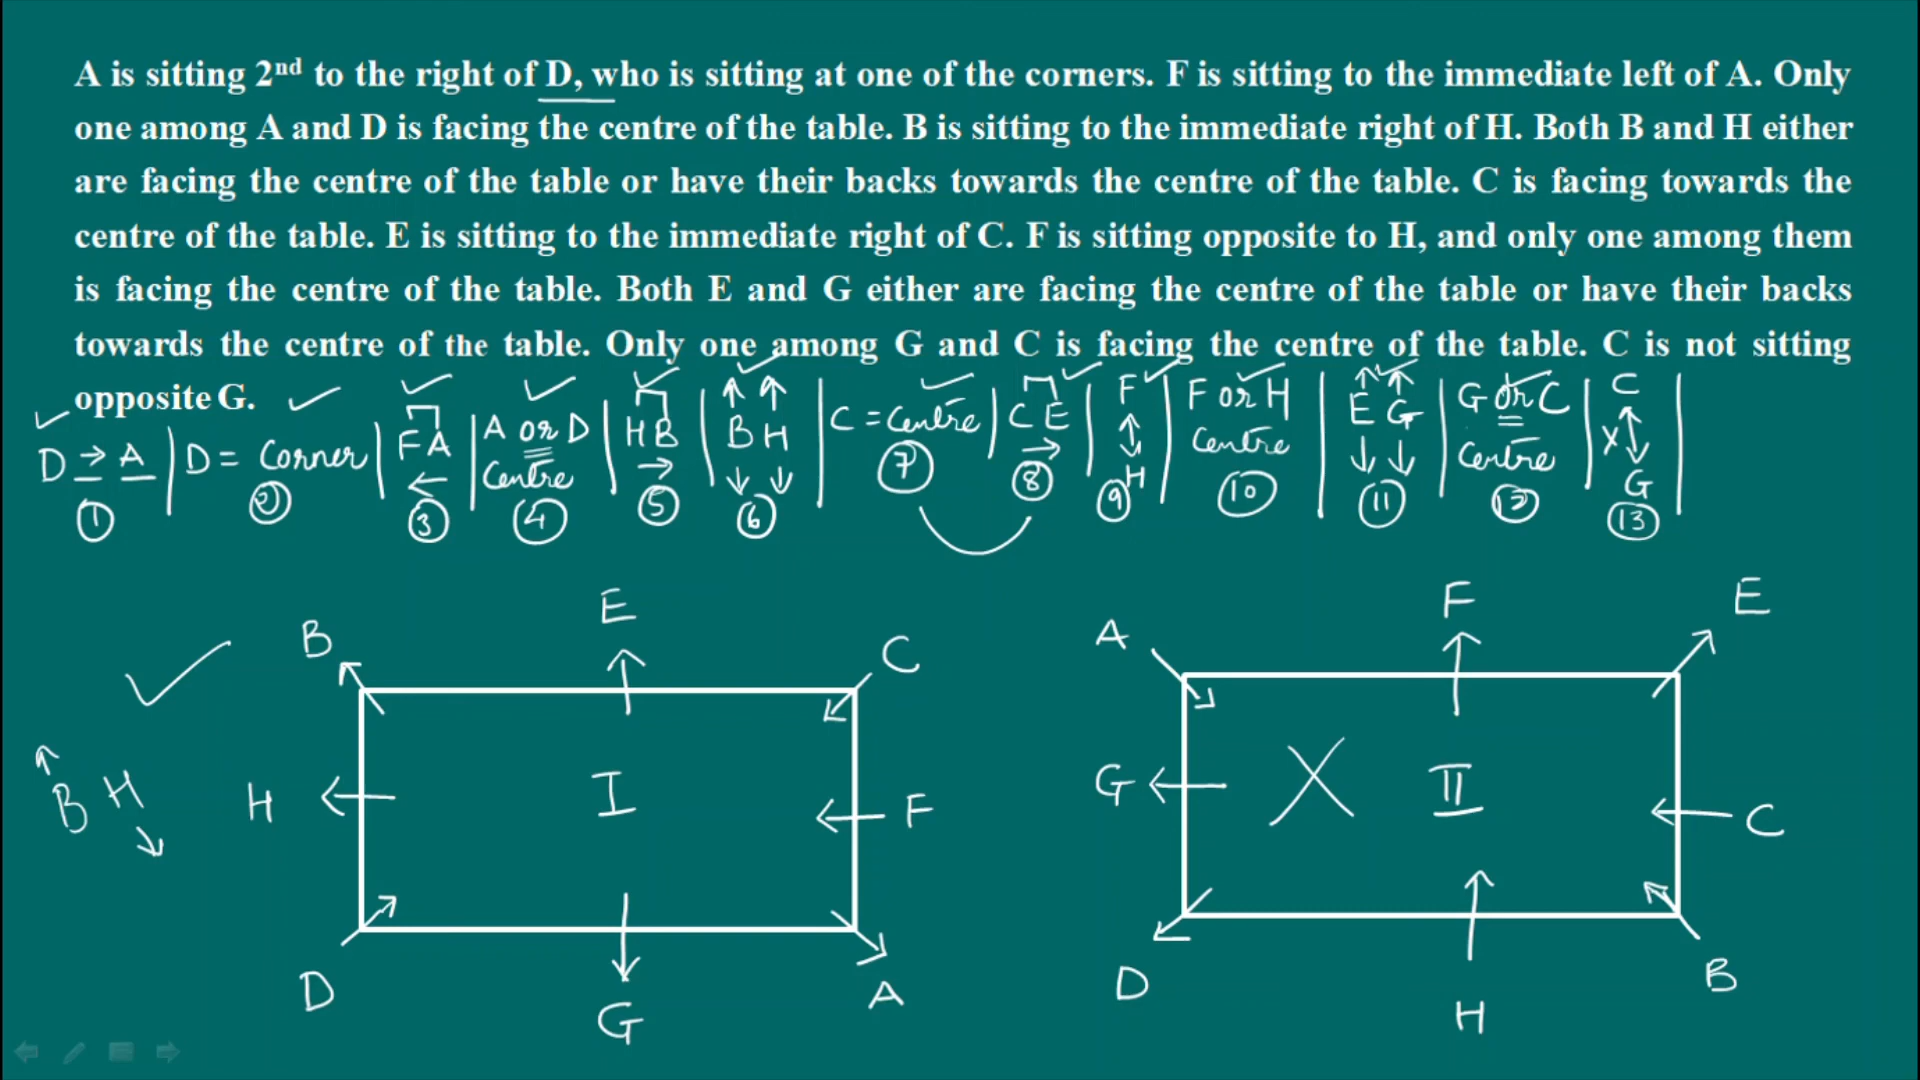 A is sitting 2nd to the right of D, who is sitting at one of the corners. F is sitting to the immediate left of A. Only
one among A and D is facing the centre of the table. B is sitting to the immediate right of H. Both B and H either
are facing the centre of the table or have their backs towards the centre of the table. C is facing towards the
centre of the table. E is sitting to the immediate right of C. F is sitting opposite to H, and only one among them
is facing the centre of the table. Both E and G either are facing the centre of the table or have their backs
towards the centre of the table. Only one among G and C is facing the centre of the table. C is not sitting
opposite G.
D → A | D = Corner | F A | A or D | H B | B H | C = Centre | C E | F | F or H | E G | G or C | C
← | Centre | → | → | H | Centre | Centre | X G
1 2 3 4 5 6 7 8 9 10 11 12 13
B E C
H I F
D G A
B H
A F E
G X II C
D H B